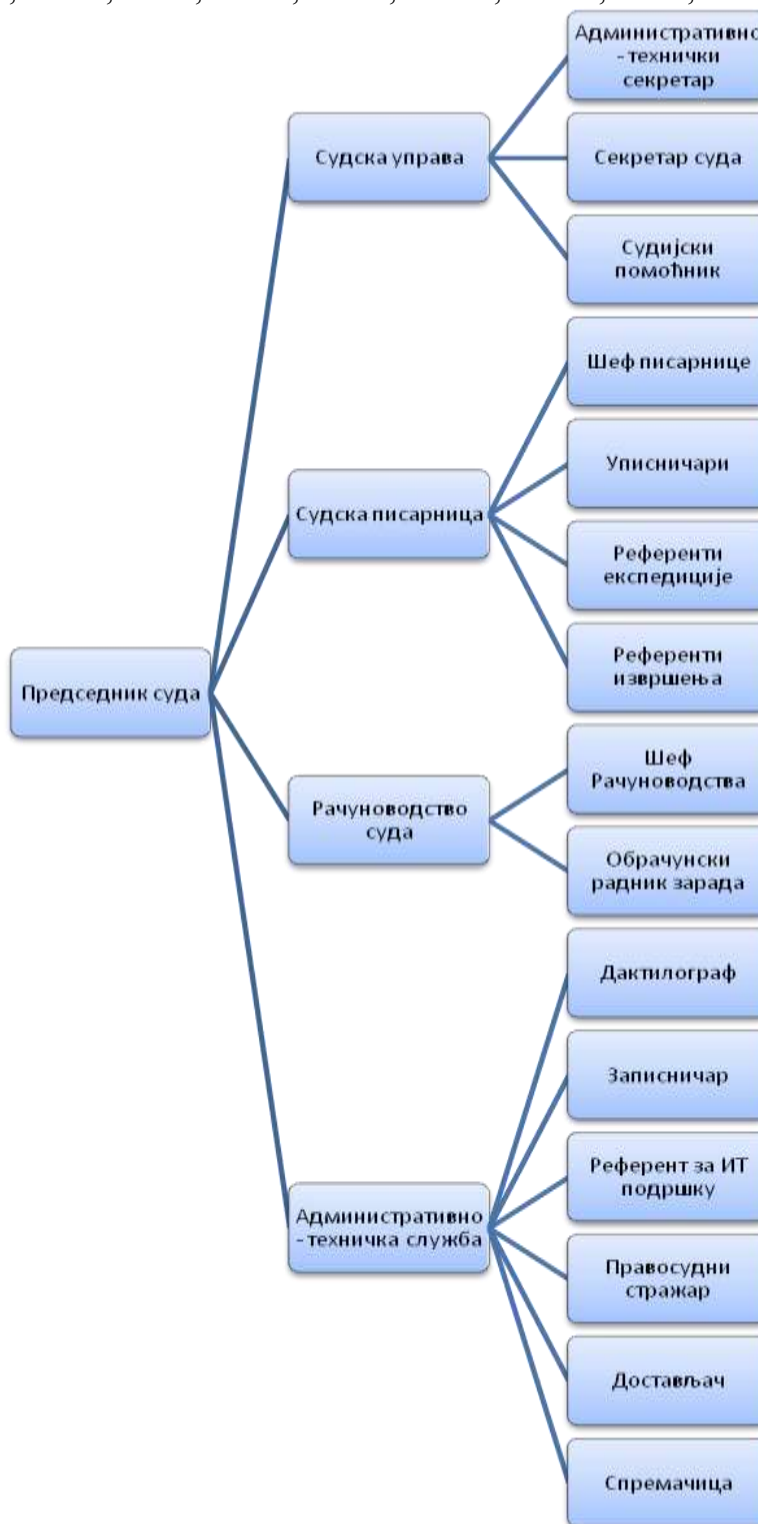 Административно
- технички
секретар
Судска управа
Секретар суда
Судијски
помоћник
Шеф писарнице
Уписничари
Судска писарница
Референти
експедиције
Референти
извршења
Председник суда
Шеф
Рачуноводства
Рачуноводство
суда
Обрачунски
радник зарада
Дактилограф
Записничар
Референт за ИТ
подршку
Административно
- техничка служба
Правосудни
стражар
Достављач
Спремачица